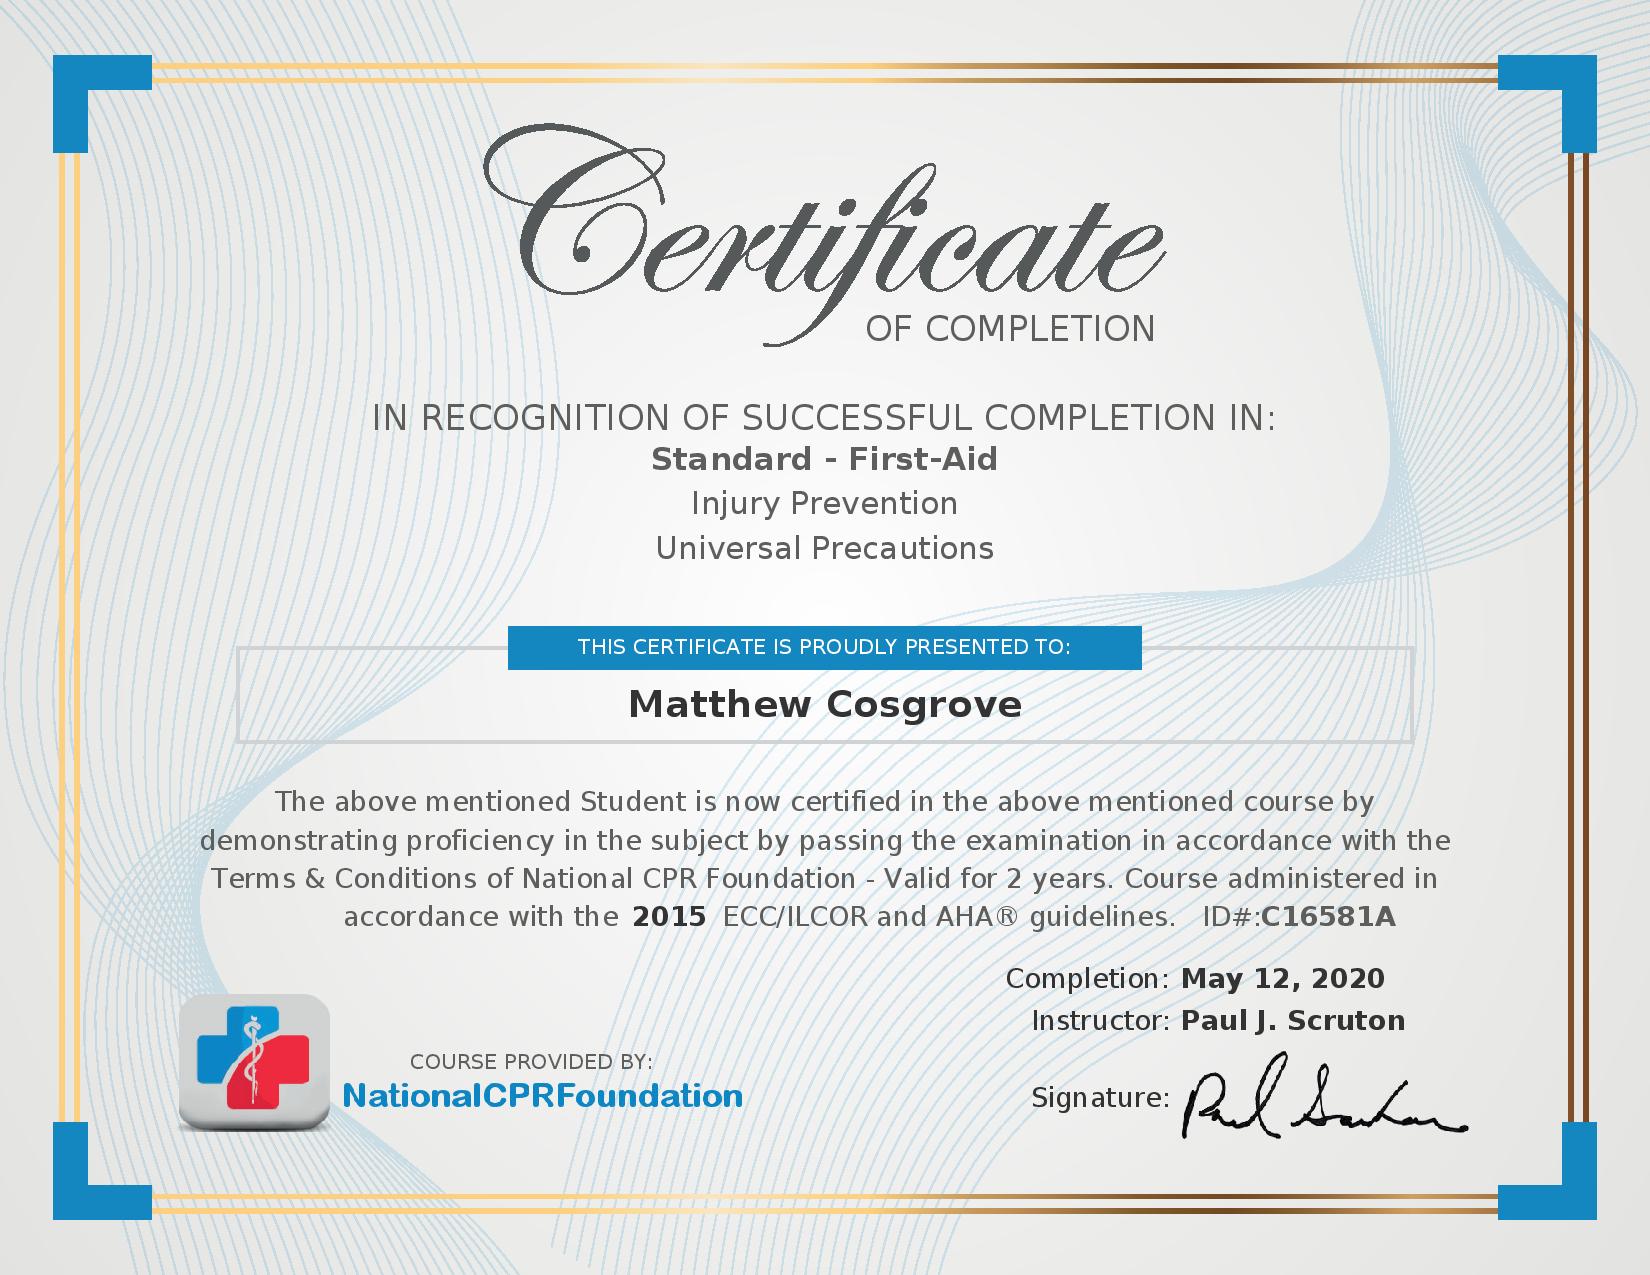 Certificate
OF COMPLETION
IN RECOGNITION OF SUCCESSFUL COMPLETION IN:
Standard - First-Aid
Injury Prevention
Universal Precautions
THIS CERTIFICATE IS PROUDLY PRESENTED TO:
Matthew Cosgrove
The above mentioned Student is now certified in the above mentioned course by
demonstrating proficiency in the subject by passing the examination in accordance with the
Terms & Conditions of National CPR Foundation - Valid for 2 years. Course administered in
accordance with the 2015 ECC/ILCOR and AHA® guidelines. ID#:C16581A
Completion: May 12, 2020
Instructor: Paul J. Scruton
COURSE PROVIDED BY:
NationalCPRFoundation
Signature: